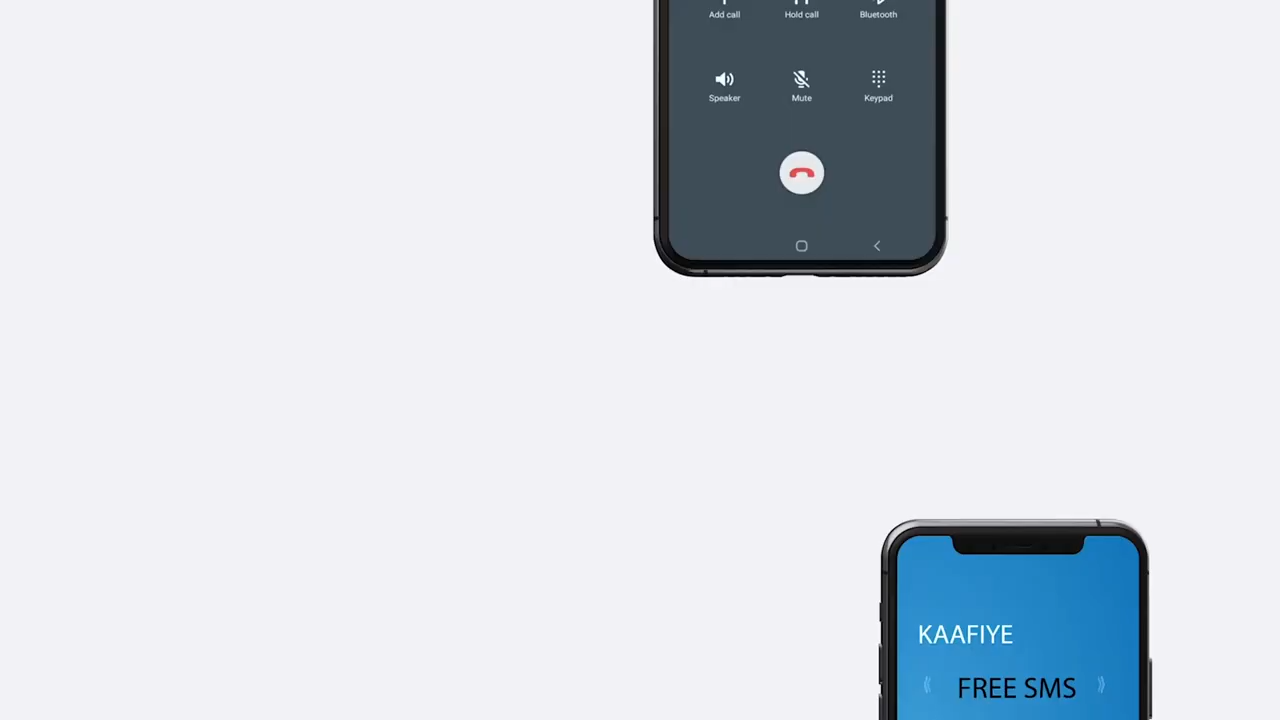 Add call Hold call Bluetooth
Speaker Mute Keypad
KAAFIYE
FREE SMS